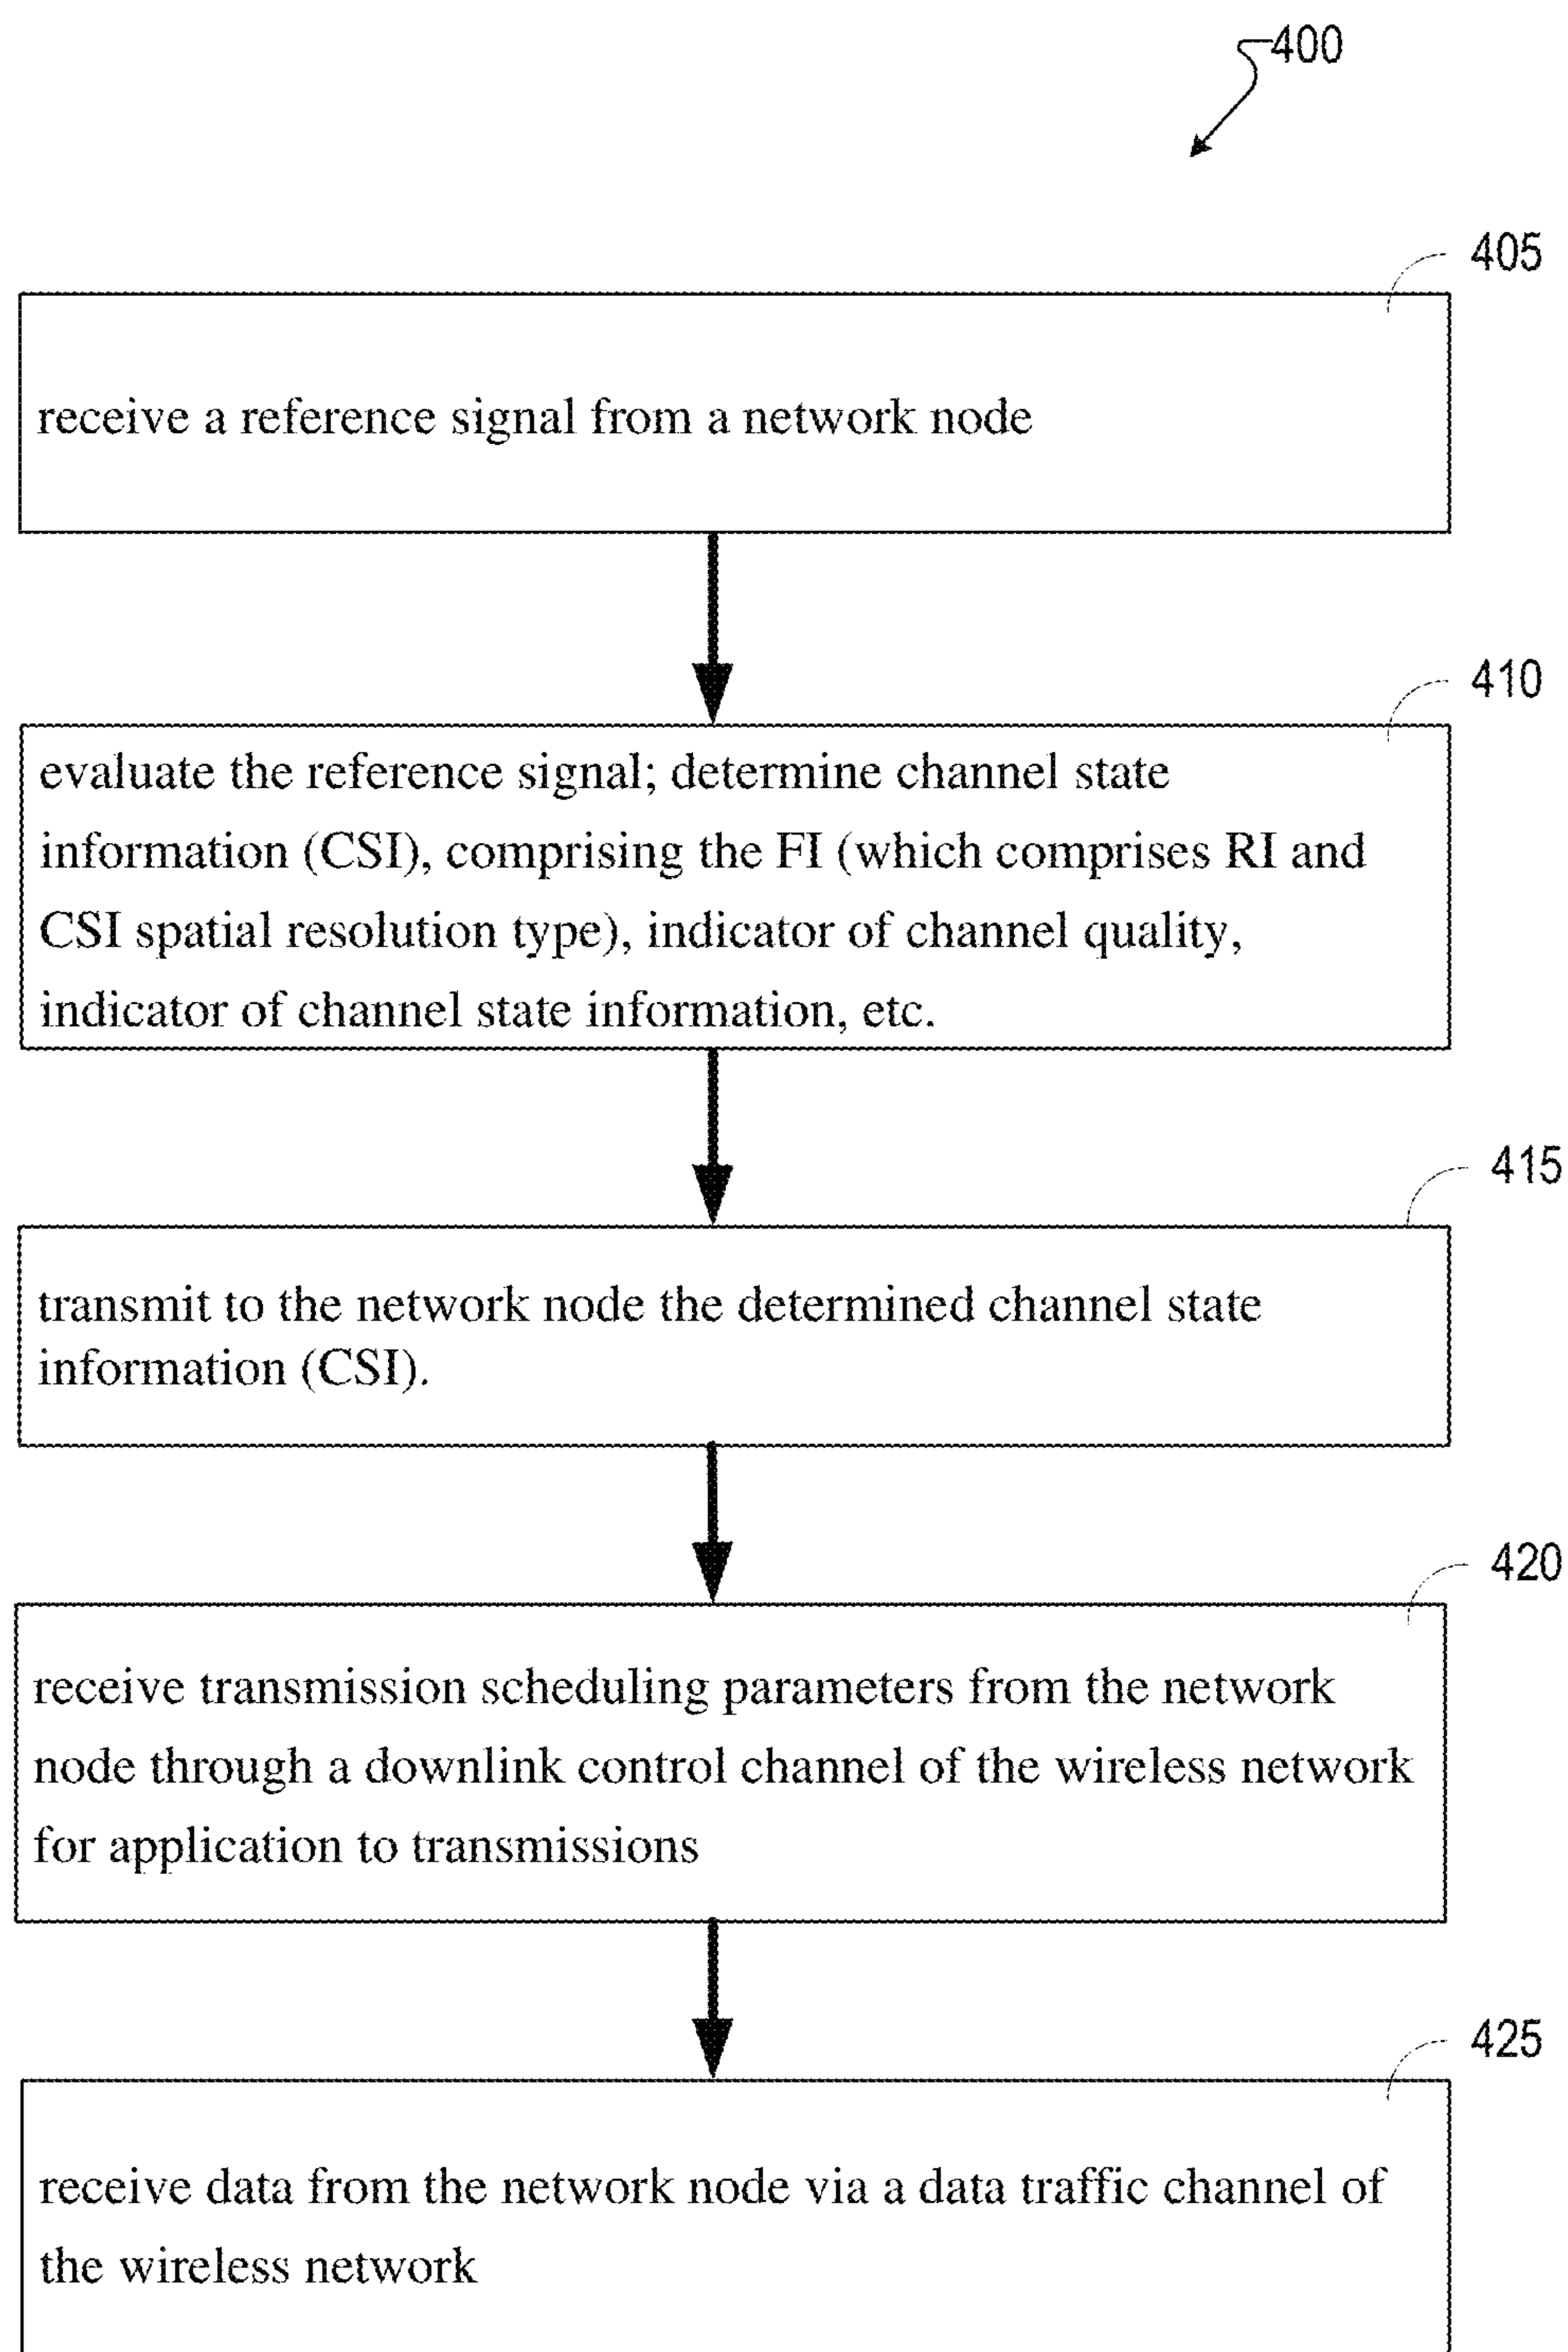 400
405
receive a reference signal from a network node
410
evaluate the reference signal; determine channel state
information (CSI), comprising the FI (which comprises RI and
CSI spatial resolution type), indicator of channel quality,
indicator of channel state information, etc.
415
transmit to the network node the determined channel state
information (CSI).
420
receive transmission scheduling parameters from the network
node through a downlink control channel of the wireless network
for application to transmissions
425
receive data from the network node via a data traffic channel of
the wireless network